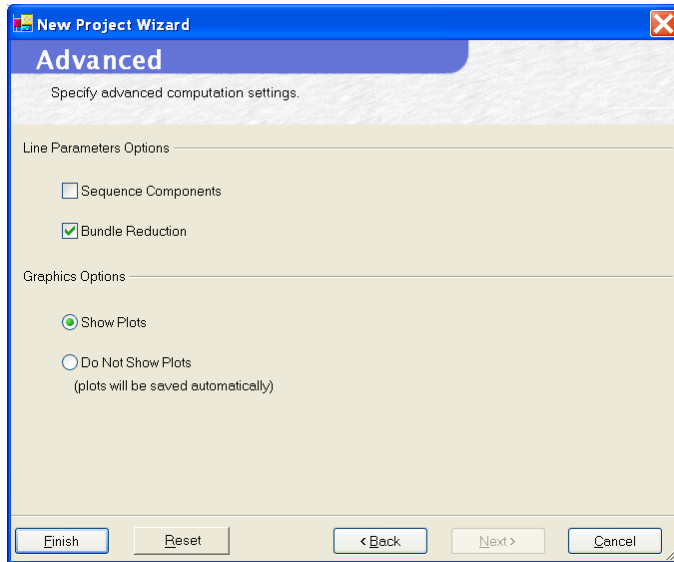 New Project Wizard
Advanced
Specify advanced computation settings.
Line Parameters Options
Sequence Components
Bundle Reduction
Graphics Options
Show Plots
Do Not Show Plots
(plots will be saved automatically)
Finish Reset < Back Next > Cancel